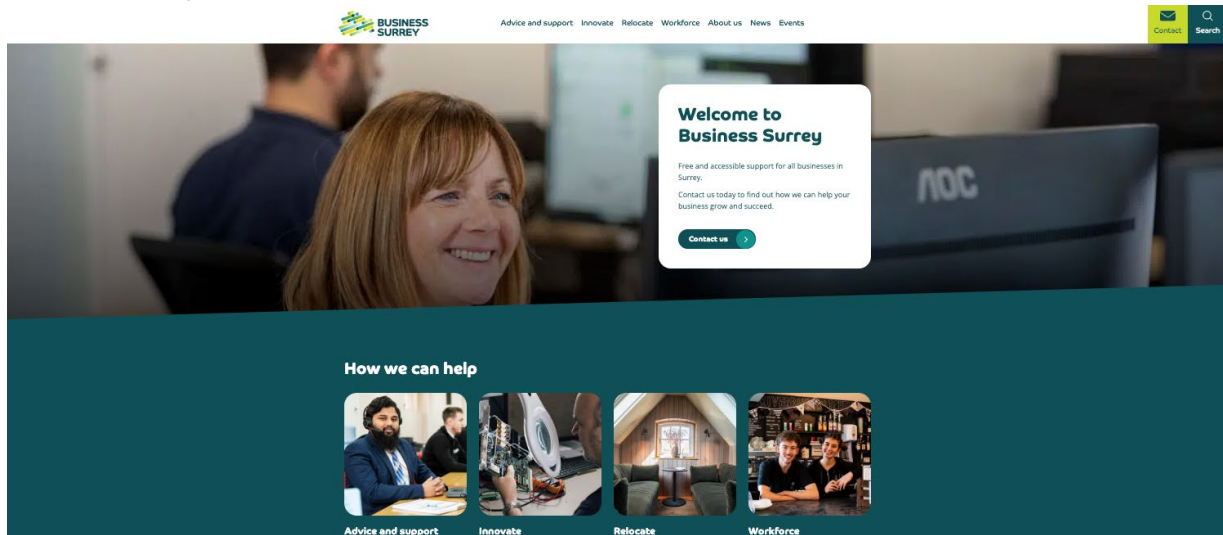 BUSINESS
SURREY
Advice and support Innovate Relocate Workforce About us News Events
Contact
Search
Welcome to
Business Surrey
Free and accessible support for all businesses in
Surrey.
Contact us today to find out how we can help your
business grow and succeed.
Contact us
AOC
How we can help
Advice and support
Innovate
Relocate
Workforce